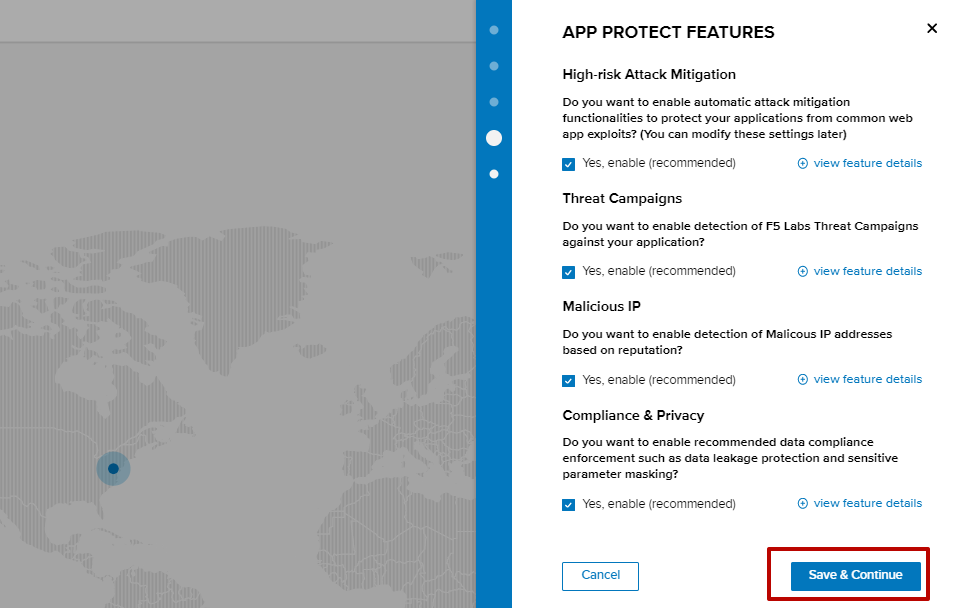 APP PROTECT FEATURES
High-risk Attack Mitigation
Do you want to enable automatic attack mitigation
functionalities to protect your applications from common web
app exploits? (You can modify these settings later)
Yes, enable (recommended)
view feature details
Threat Campaigns
Do you want to enable detection of F5 Labs Threat Campaigns
against your application?
Yes, enable (recommended)
view feature details
Malicious IP
Do you want to enable detection of Malicous IP addresses
based on reputation?
Yes, enable (recommended)
view feature details
Compliance & Privacy
Do you want to enable recommended data compliance
enforcement such as data leakage protection and sensitive
parameter masking?
Yes, enable (recommended)
view feature details
Cancel
Save & Continue